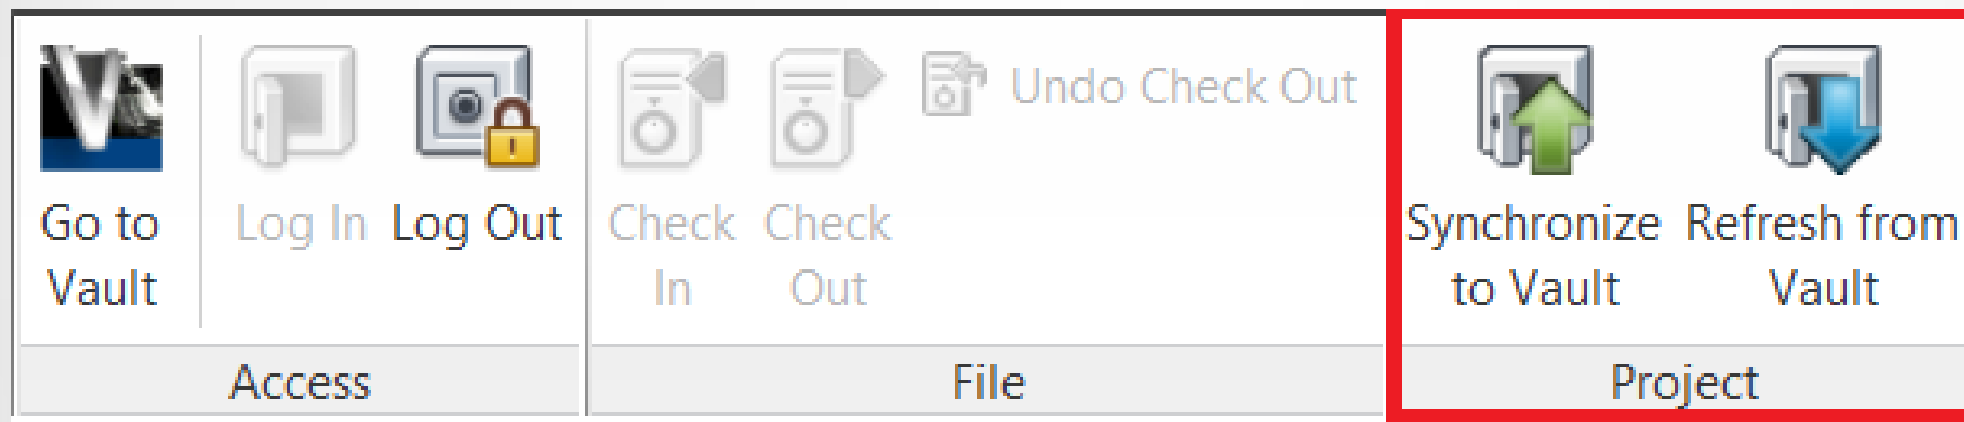 Go to
Vault
Log In
Log Out
Access
Check
In
Check
Out
Undo Check Out
File
Synchronize
to Vault
Refresh from
Vault
Project